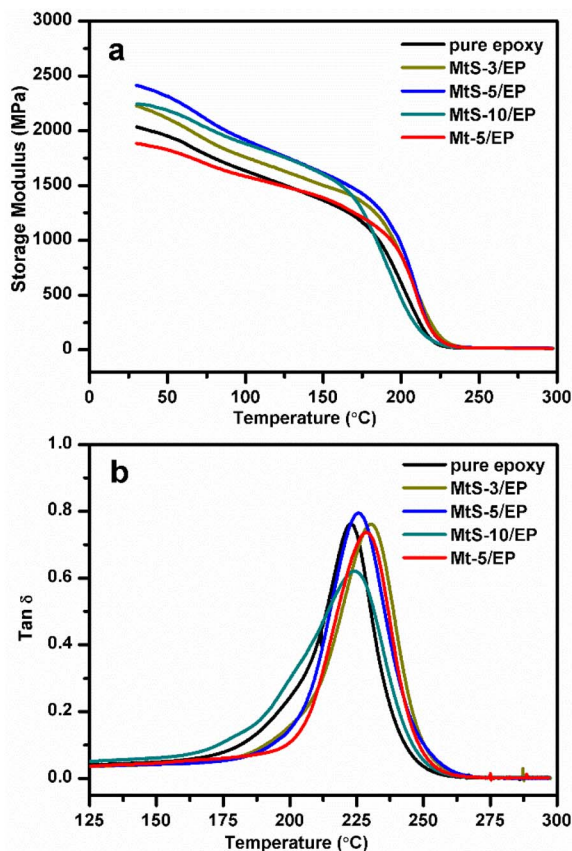 a
pure epoxy
MtS-3/EP
MtS-5/EP
MtS-10/EP
Mt-5/EP
Storage Modulus (MPa)
3000
2500
2000
1500
1000
500
0
0 50 100 150 200 250 300
Temperature (°C)
b
pure epoxy
MtS-3/EP
MtS-5/EP
MtS-10/EP
Mt-5/EP
Tan δ
1.0
0.8
0.6
0.4
0.2
0.0
125 150 175 200 225 250 275 300
Temperature (°C)